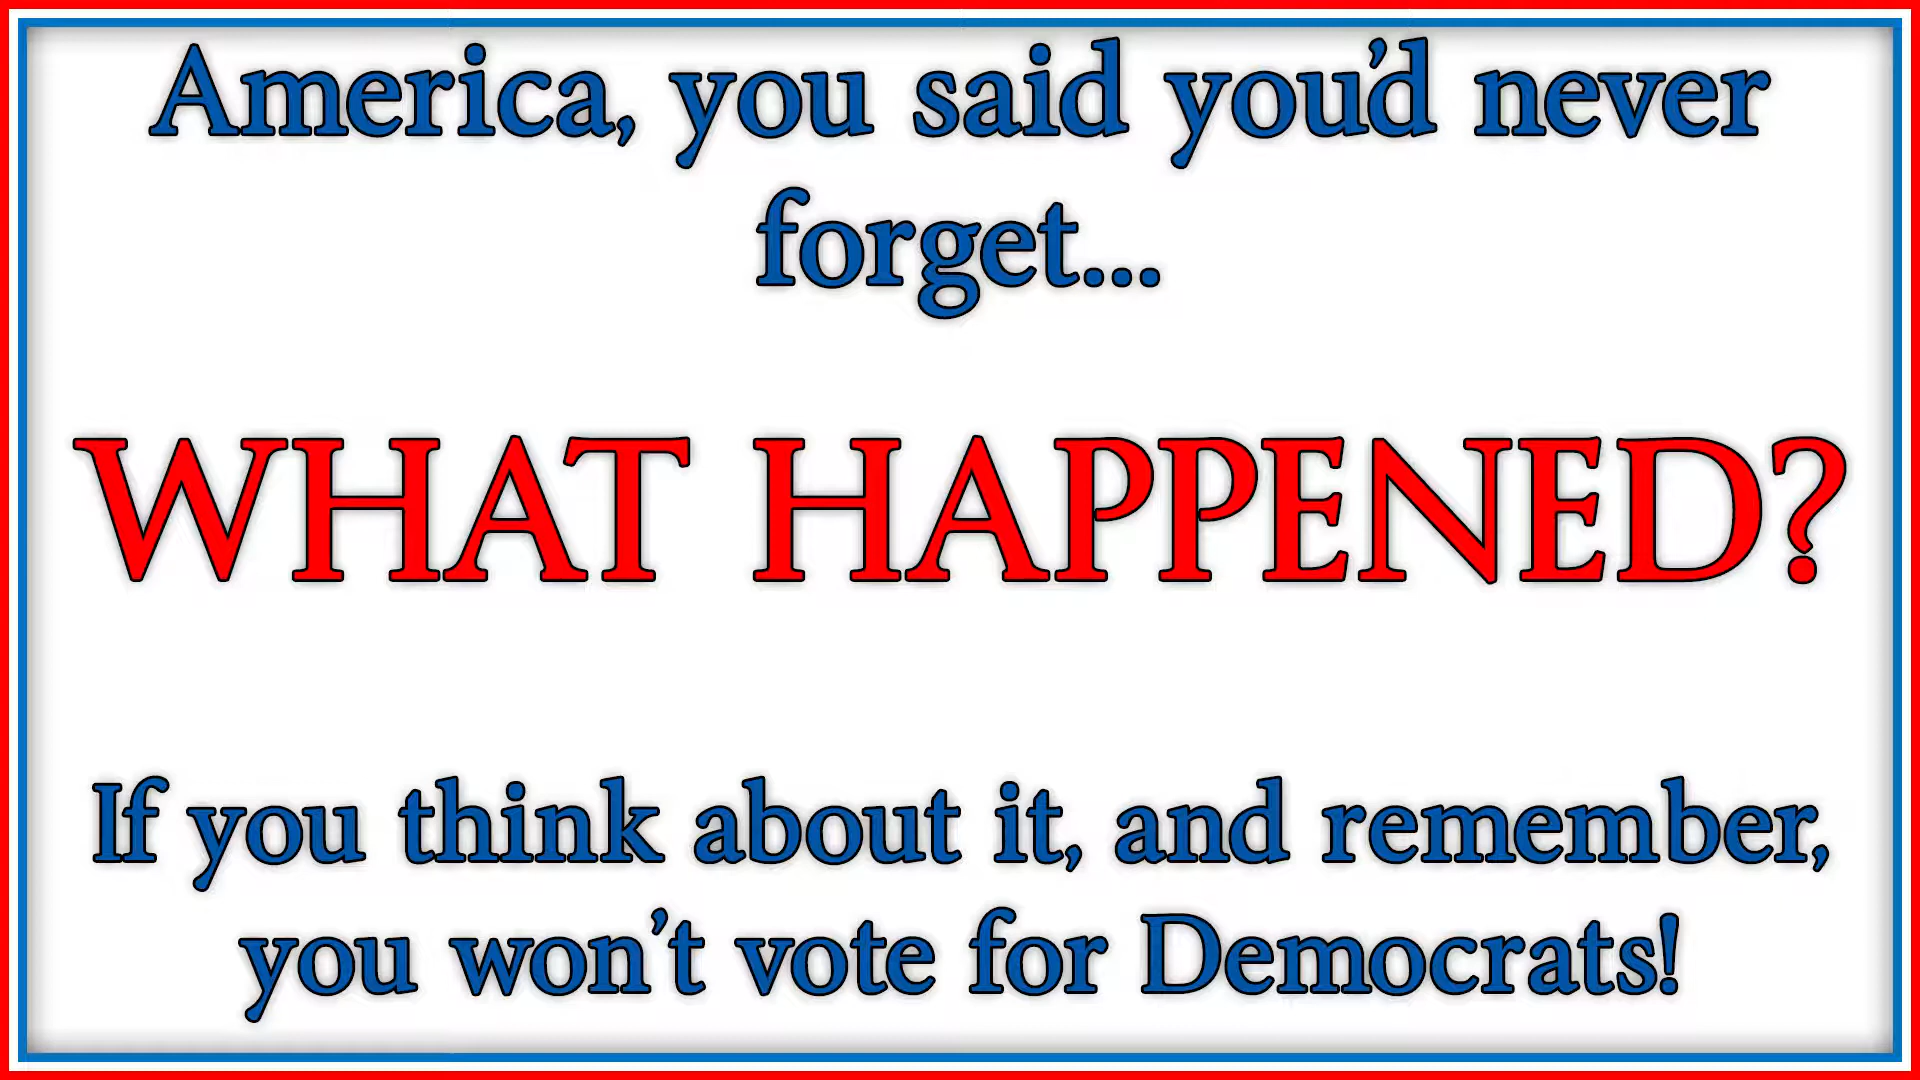 America, you said you'd never
forget...
WHAT HAPPENED?
If you think about it, and remember,
you won't vote for Democrats!